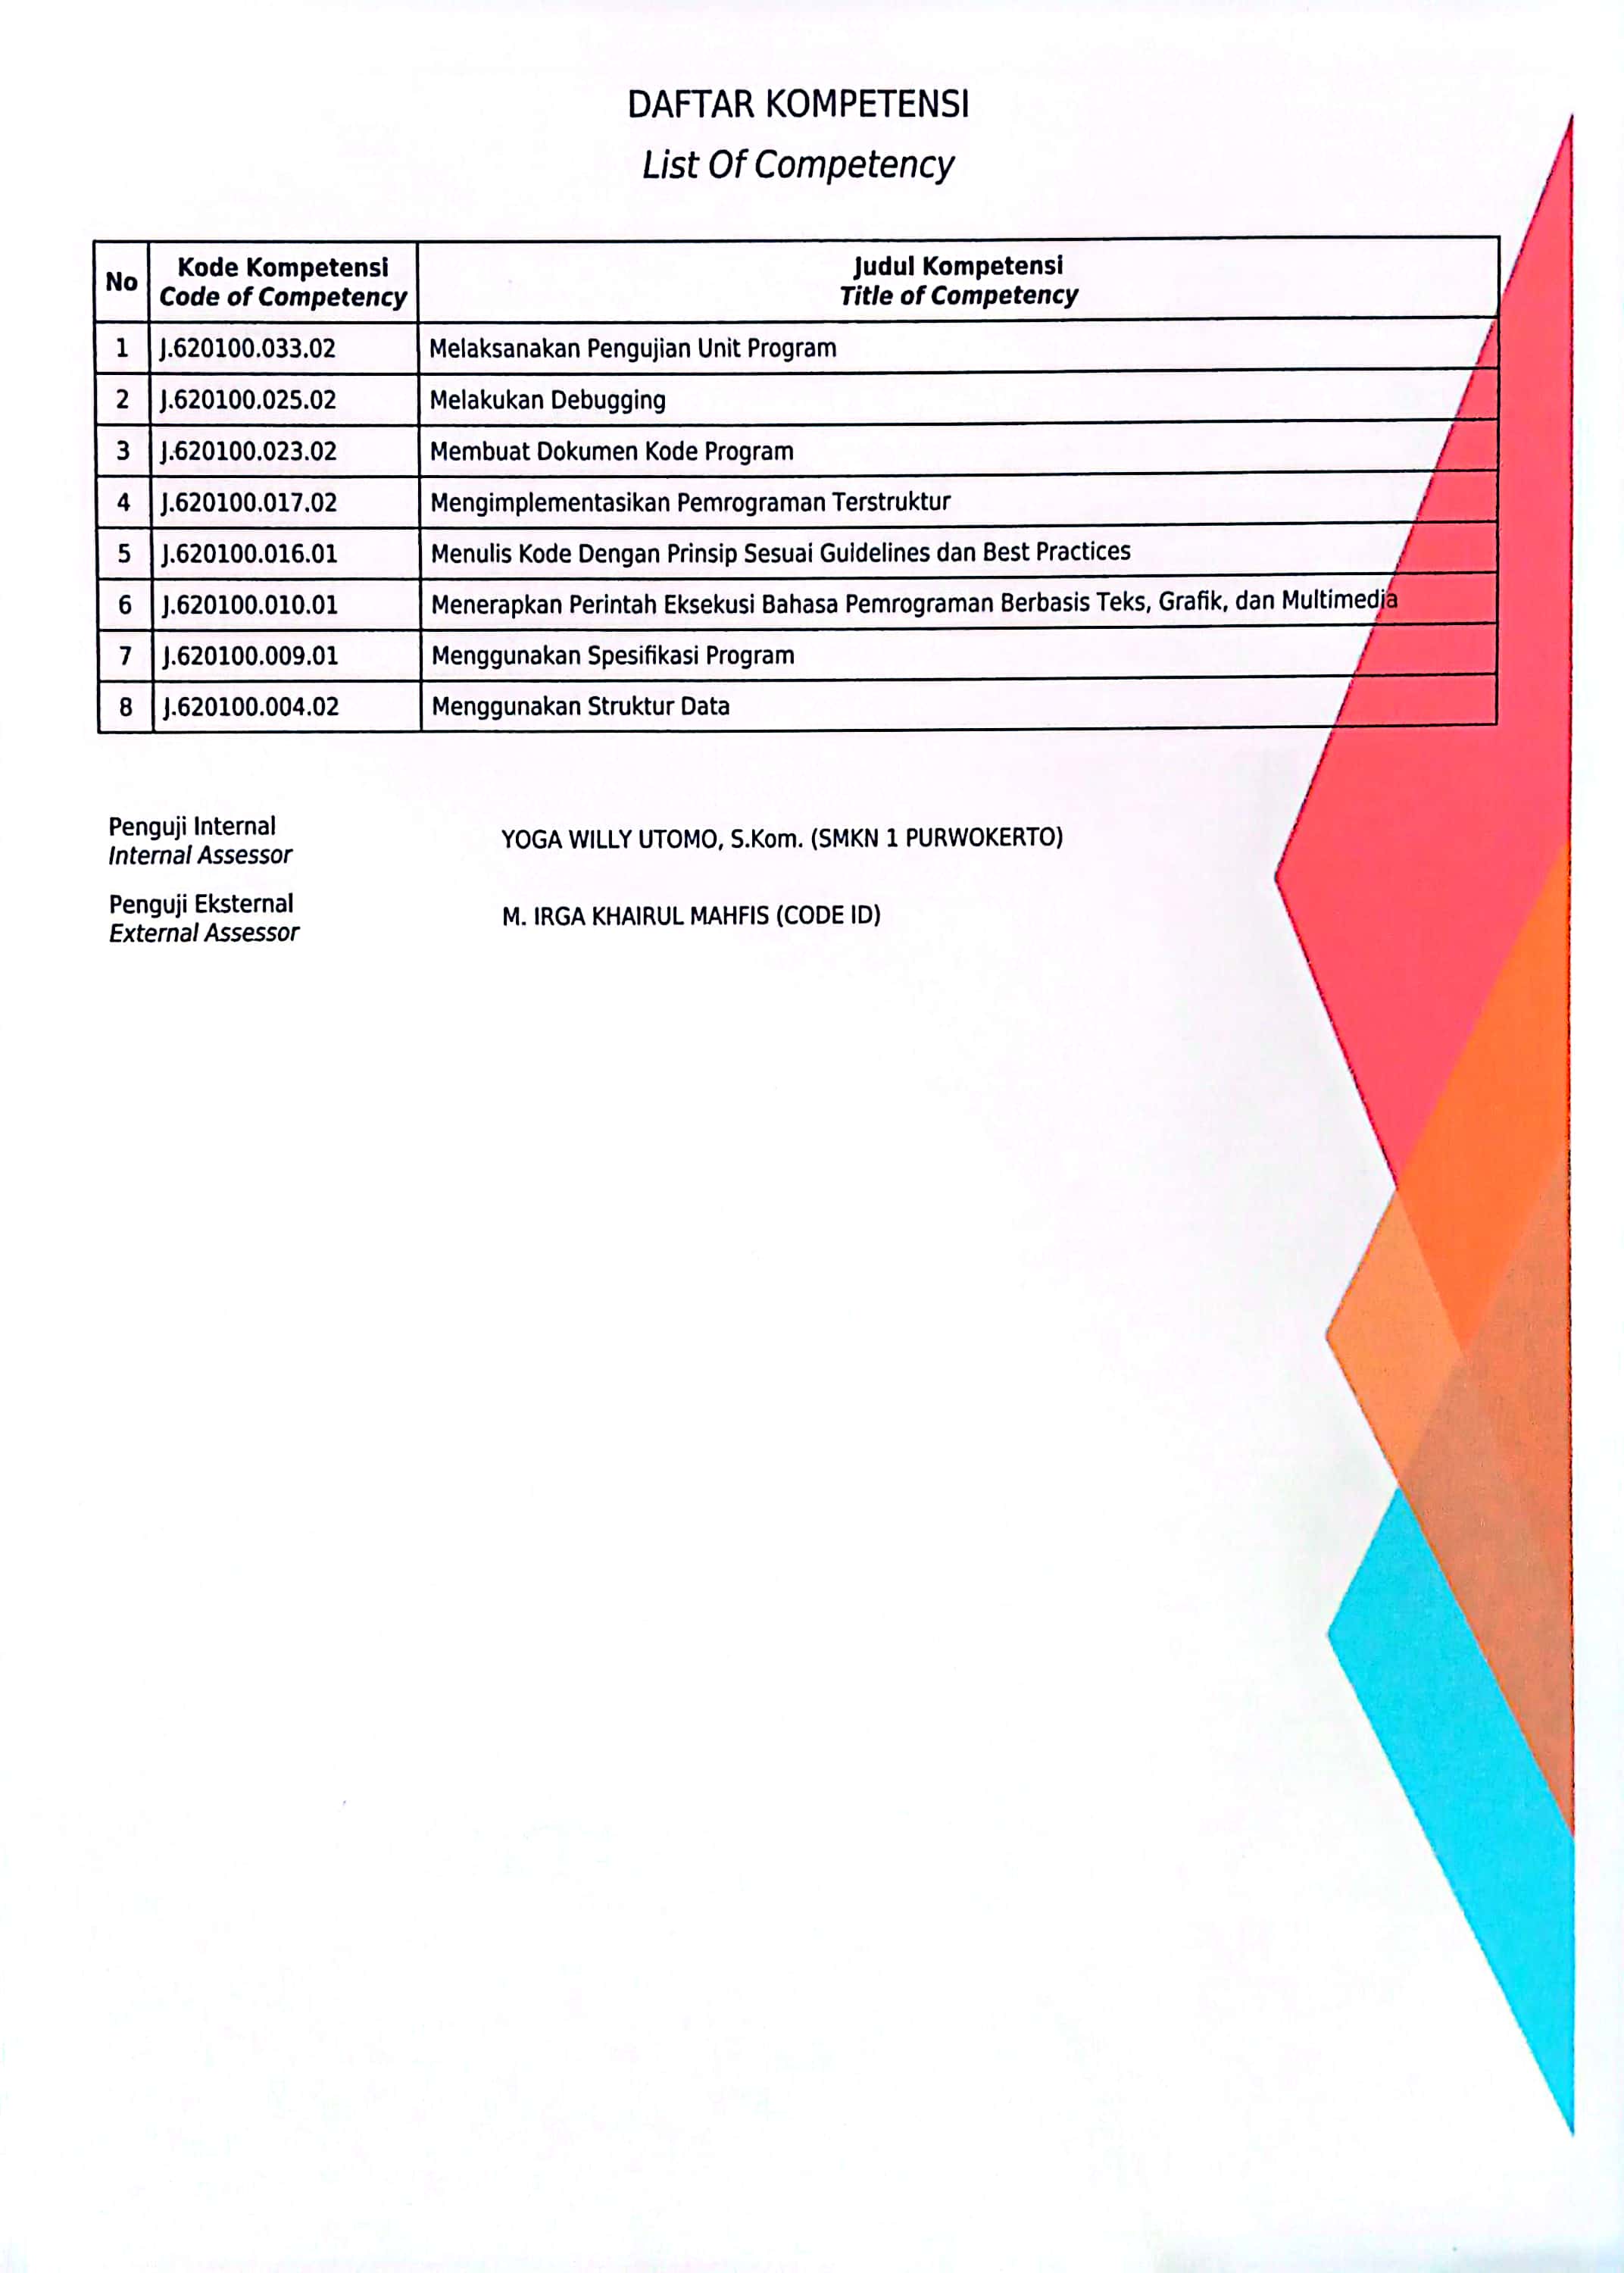 DAFTAR KOMPETENSI
List Of Competency
No
Kode Kompetensi
Code of Competency
Judul Kompetensi
Title of Competency
1 J.620100.033.02 Melaksanakan Pengujian Unit Program
2 J.620100.025.02 Melakukan Debugging
3 J.620100.023.02 Membuat Dokumen Kode Program
4 J.620100.017.02 Mengimplementasikan Pemrograman Terstruktur
5 J.620100.016.01 Menulis Kode Dengan Prinsip Sesuai Guidelines dan Best Practices
6 J.620100.010.01 Menerapkan Perintah Eksekusi Bahasa Pemrograman Berbasis Teks, Grafik, dan Multimedia
7 J.620100.009.01 Menggunakan Spesifikasi Program
8 J.620100.004.02 Menggunakan Struktur Data
Penguji Internal
Internal Assessor
YOGA WILLY UTOMO, S.Kom. (SMKN 1 PURWOKERTO)
Penguji Eksternal
External Assessor
M. IRGA KHAIRUL MAHFIS (CODE ID)